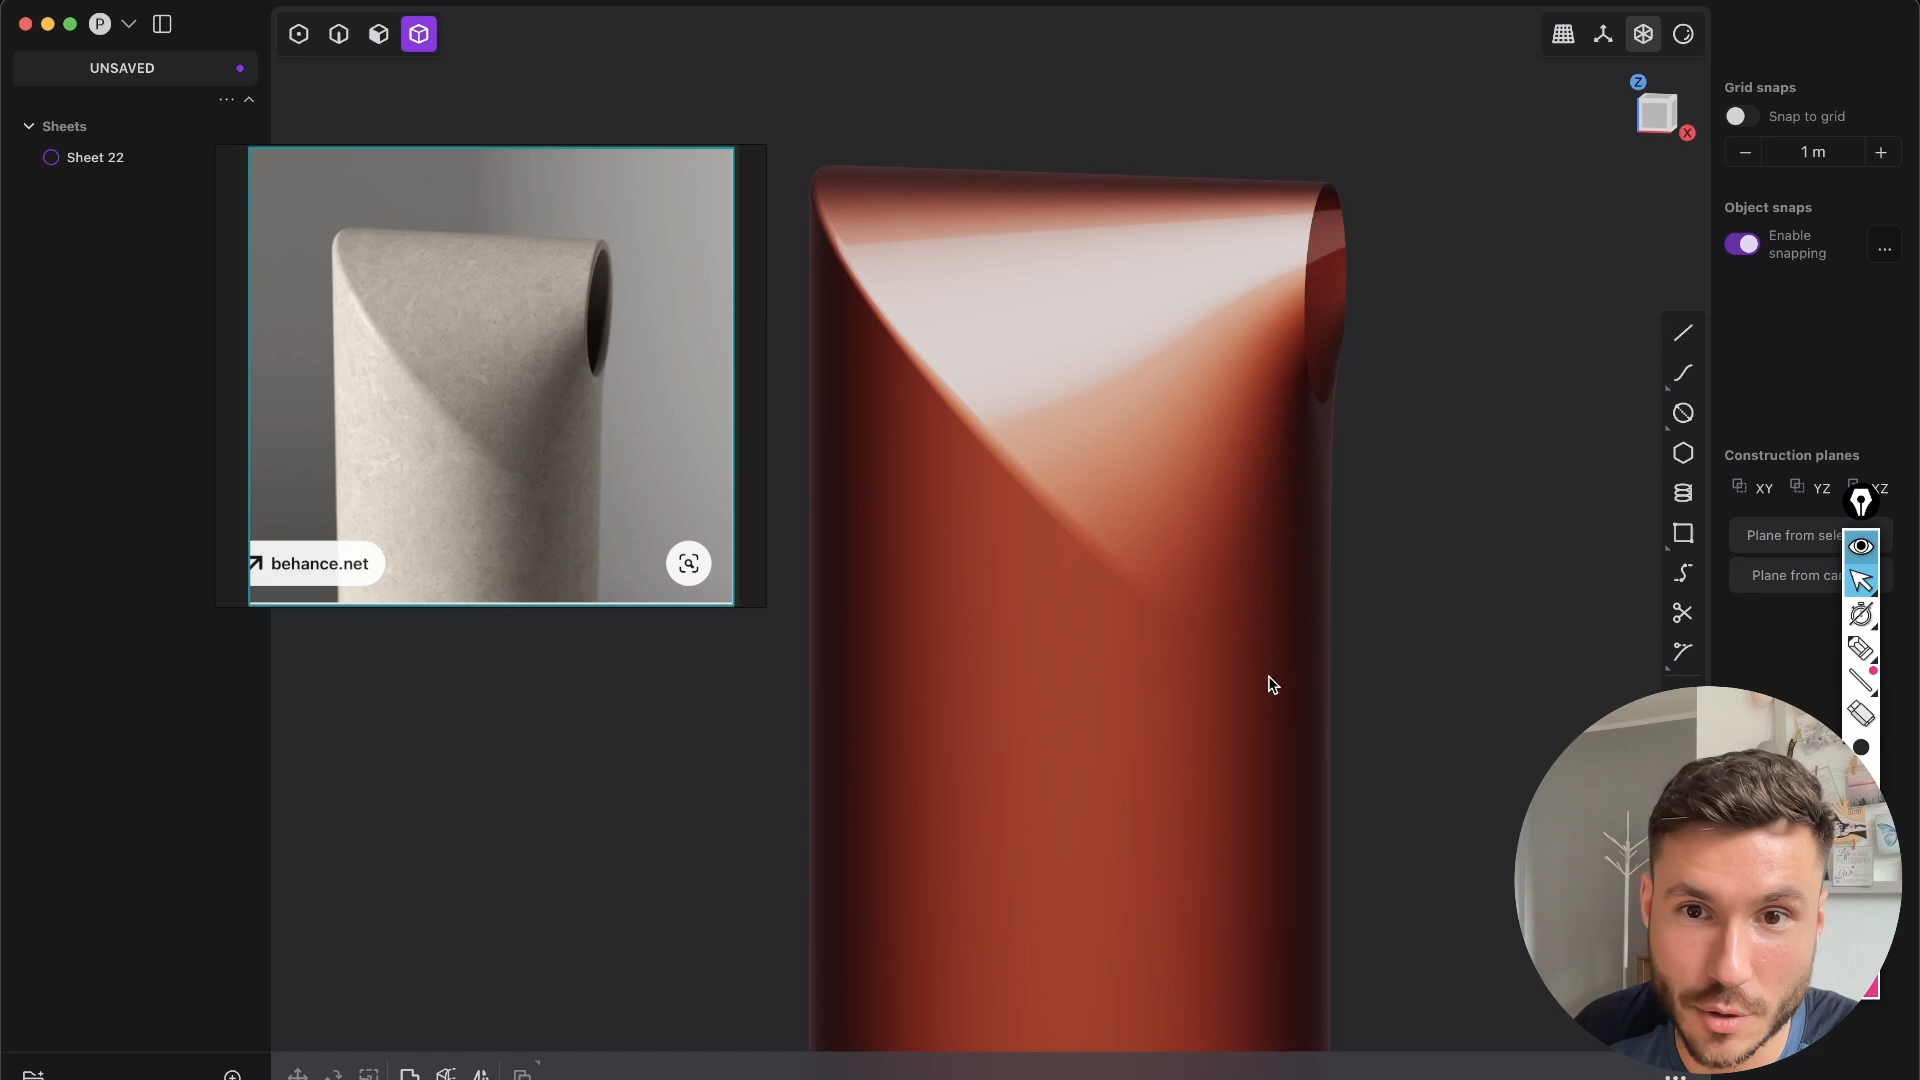 P
UNSAVED
Sheets
Sheet 22
behance.net
Z
X
Grid snaps
Snap to grid
1 m
Object snaps
Enable
snapping
Construction planes
XY
YZ
XZ
Plane from sele
Plane from ca